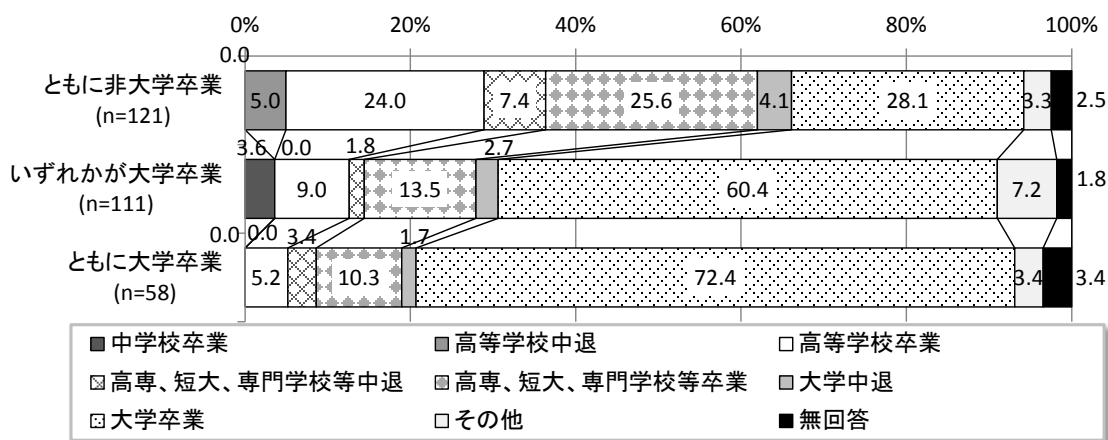 0% 20% 40% 60% 80% 100%
0.0
ともに非大学卒業
(n=121)
5.0 24.0 7.4 25.6 4.1 28.1 3.3 2.5
3.6 0.0 1.8 2.7
いずれかが大学卒業
(n=111)
9.0 13.5 60.4 7.2 1.8
0.0 0.0 3.4 1.7
ともに大学卒業
(n=58)
5.2 10.3 72.4 3.4 3.4
中学校卒業 高等学校中退 高等学校卒業
高専、短大、専門学校等中退 高専、短大、専門学校等卒業 大学中退
大学卒業 その他 無回答